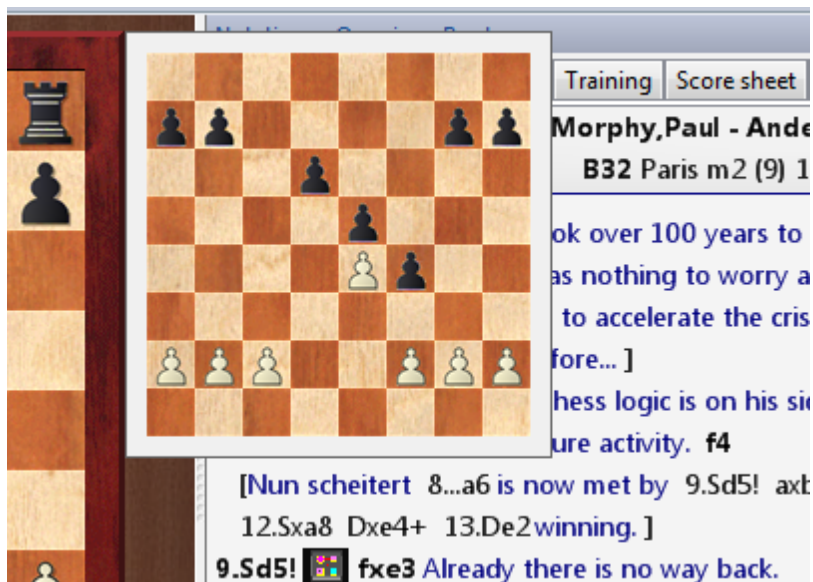 Training Score sheet
Morphy,Paul - Ande
B32 Paris m2 (9) 1
ok over 100 years to
as nothing to worry a
to accelerate the cris
fore... ]
hess logic is on his sid
ure activity. f4
[Nun scheitert 8...a6 is now met by 9.Sd5! axb
12.Sxa8 Dxe4+ 13.De2winning. ]
9.Sd5! fxe3 Already there is no way back.